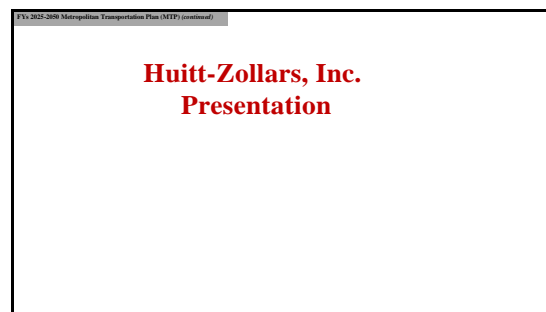 FYs 2025-2050 Metropolitan Transportation Plan (MTP) (continued)
Huitt-Zollars, Inc.
Presentation